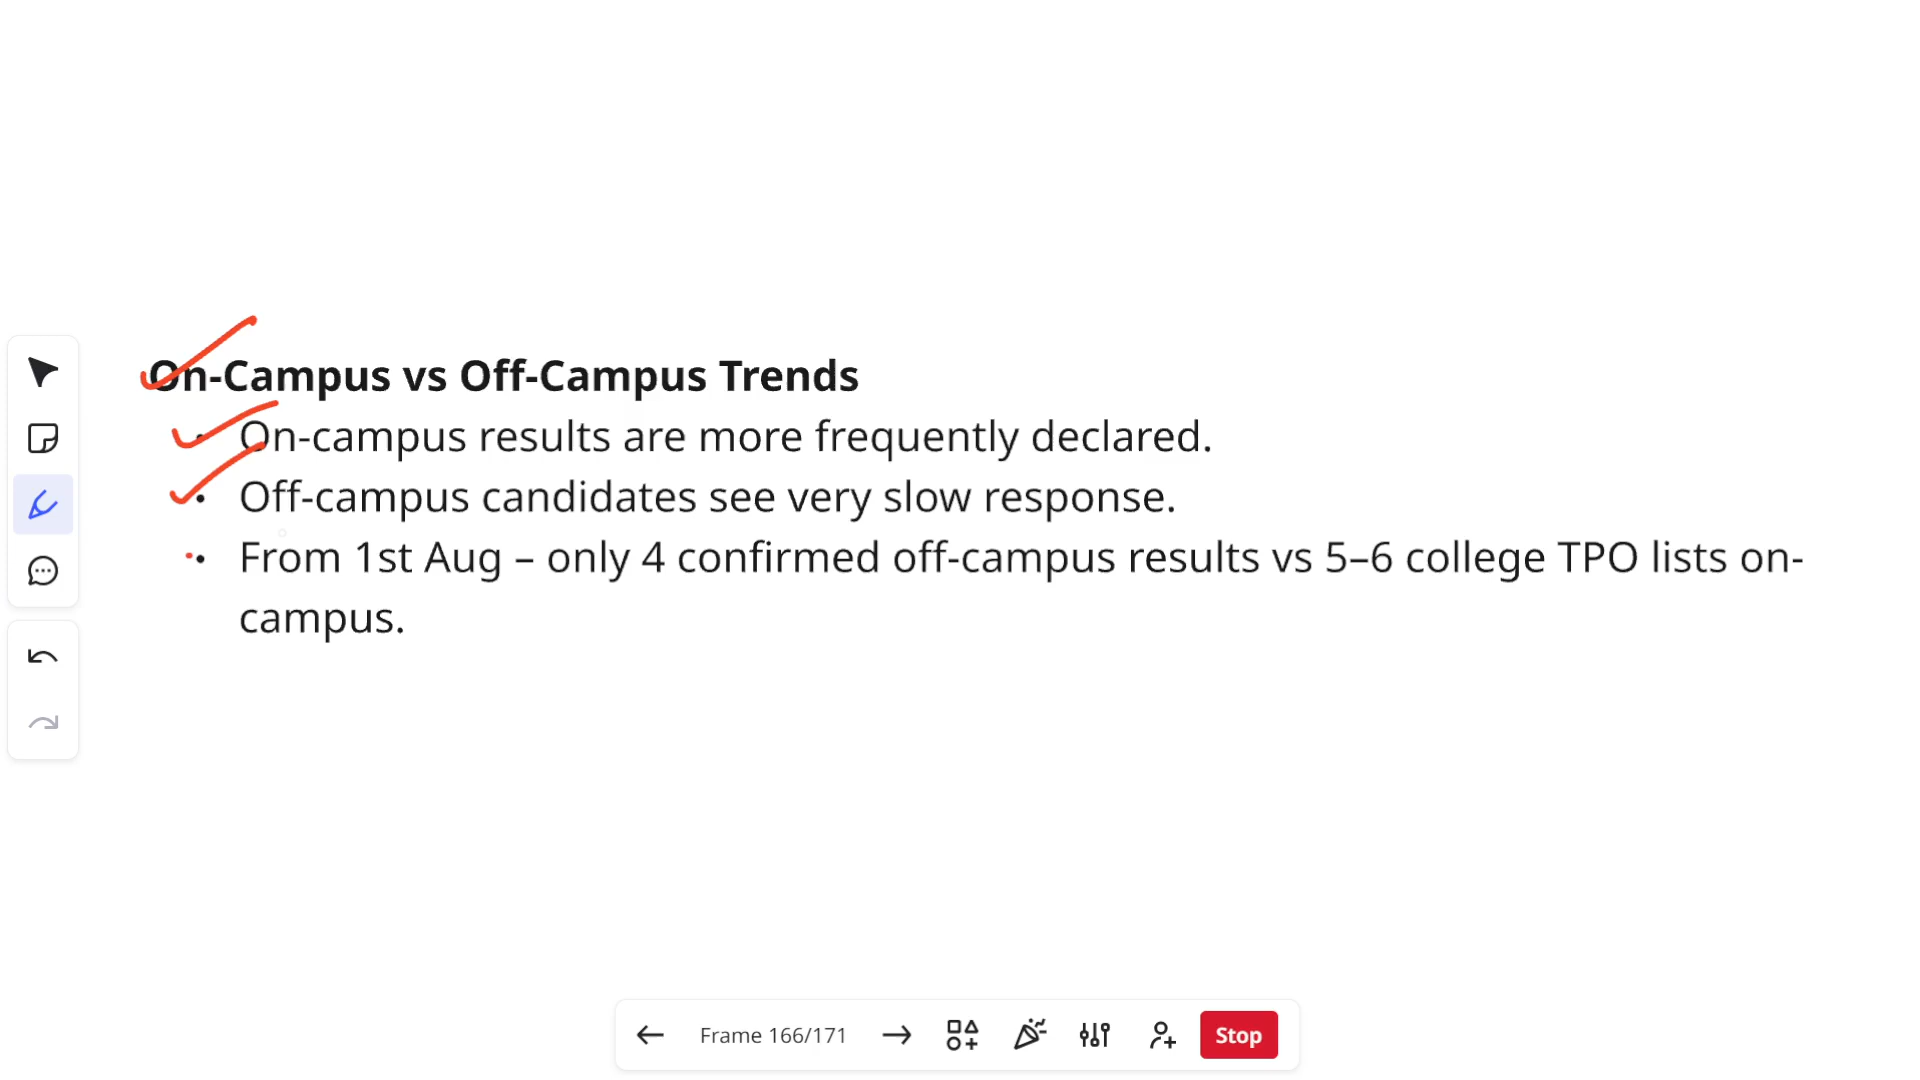 On-Campus vs Off-Campus Trends
• On-campus results are more frequently declared.
• Off-campus candidates see very slow response.
• From 1st Aug – only 4 confirmed off-campus results vs 5–6 college TPO lists on-
campus.
Frame 166/171
Stop